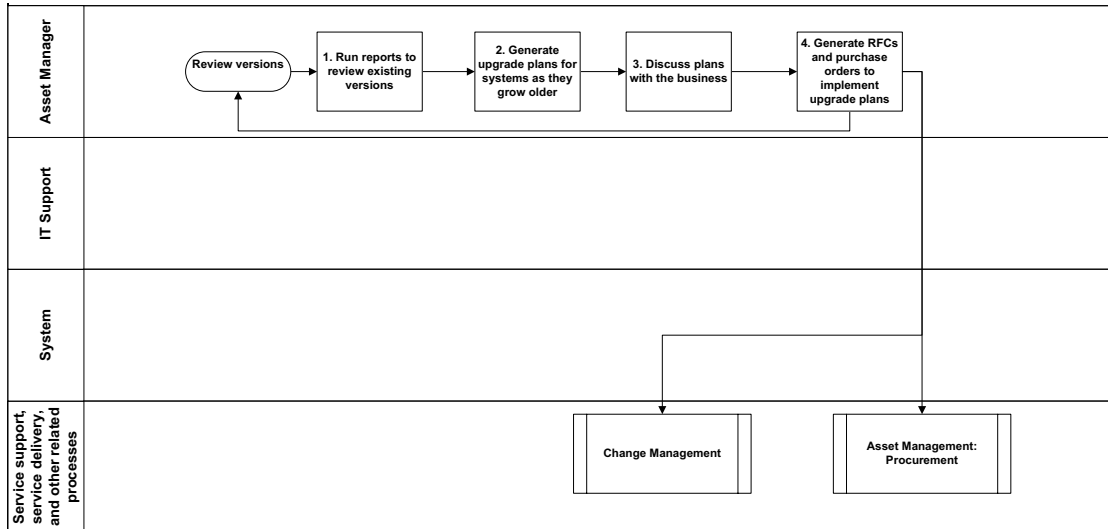 Asset Manager
Review versions
1. Run reports to
review existing
versions
2. Generate
upgrade plans for
systems as they
grow older
3. Discuss plans
with the business
4. Generate RFCs
and purchase
orders to
implement
upgrade plans
IT Support
System
Service support,
service delivery,
and other related
processes
Change Management
Asset Management:
Procurement